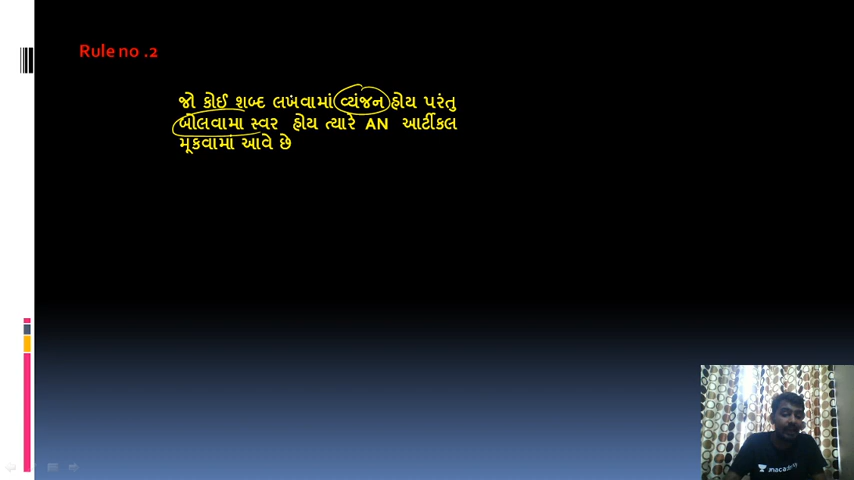 Rule no .2
જો કોઈ શબ્દ લખવામાં વ્યંજન હોય પરંતુ
બોલવામા સ્વર હોય ત્યારે AN આર્ટીકલ
મૂકવામાં આવે છે